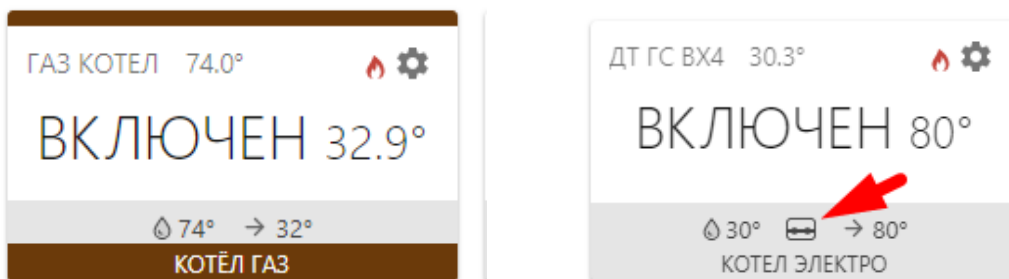 ГАЗ КОТЕЛ 74.0°
ВКЛЮЧЕН 32.9°
74° → 32°
КОТЁЛ ГАЗ
ДТ ГС ВХ4 30.3°
ВКЛЮЧЕН 80°
30° → 80°
КОТЕЛ ЭЛЕКТРО